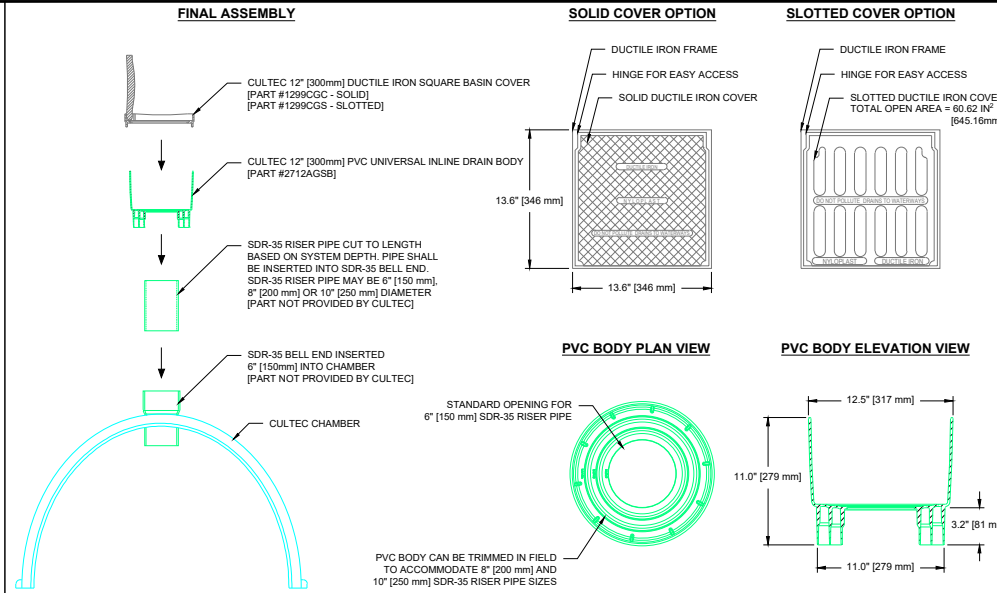 FINAL ASSEMBLY
CULTEC 12" [300mm] DUCTILE IRON SQUARE BASIN COVER
[PART #1299CGC - SOLID]
[PART #1299CGS - SLOTTED]
CULTEC 12" [300mm] PVC UNIVERSAL INLINE DRAIN BODY
[PART #2712AGSB]
SDR-35 RISER PIPE CUT TO LENGTH
BASED ON SYSTEM DEPTH. PIPE SHALL
BE INSERTED INTO SDR-35 BELL END.
SDR-35 RISER PIPE MAY BE 6" [150 mm],
8" [200 mm] OR 10" [250 mm] DIAMETER
[PART NOT PROVIDED BY CULTEC]
SDR-35 BELL END INSERTED
6" [150mm] INTO CHAMBER
[PART NOT PROVIDED BY CULTEC]
CULTEC CHAMBER
SOLID COVER OPTION
DUCTILE IRON FRAME
HINGE FOR EASY ACCESS
SOLID DUCTILE IRON COVER
DUCTILE IRON
NYLOPLAST
DO NOT POLLUTE DRAINS TO WATERWAYS
13.6" [346 mm]
13.6" [346 mm]
SLOTTED COVER OPTION
DUCTILE IRON FRAME
HINGE FOR EASY ACCESS
SLOTTED DUCTILE IRON COVE
TOTAL OPEN AREA = 60.62 IN²
[645.16mm
DO NOT POLLUTE DRAINS TO WATERWAYS
NYLOPLAST
DUCTILE IRON
PVC BODY PLAN VIEW
STANDARD OPENING FOR
6" [150 mm] SDR-35 RISER PIPE
PVC BODY CAN BE TRIMMED IN FIELD
TO ACCOMMODATE 8" [200 mm] AND
10" [250 mm] SDR-35 RISER PIPE SIZES
PVC BODY ELEVATION VIEW
12.5" [317 mm]
11.0" [279 mm]
3.2" [81 m
11.0" [279 mm]